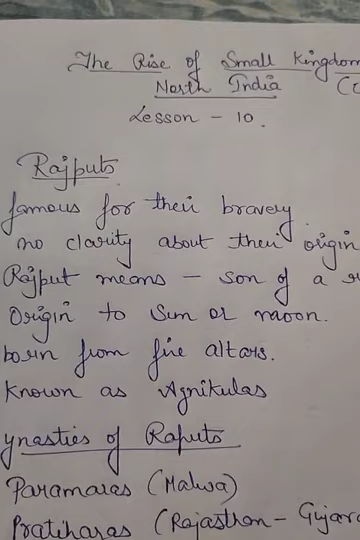 The Rise of Small Kingdom
North India
Lesson - 10.
Rajputs
famous for their bravery
no clarity about their origin
Rajput means - son of a
Origin to Sun or moon.
born from fire altars.
Known as Agnikulas
ynasties of Raputs
Paramaras (Malwa)
Pratiharas (Rajasthan - Gujara